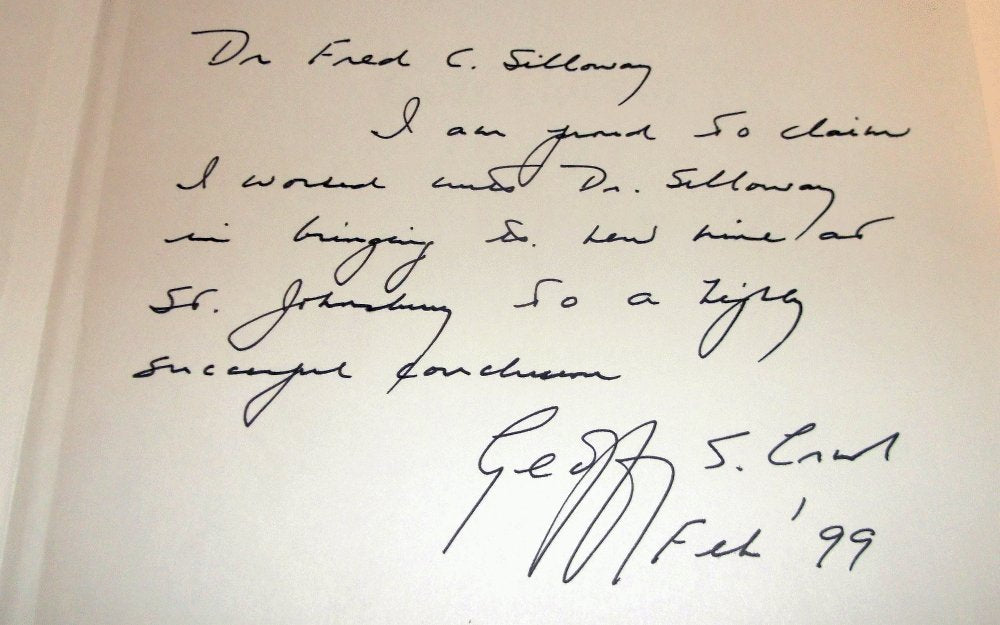 Dr Fred C. Silloway
I am proud to claim
I worked with Dr. Silloway
in bringing the new mine at
St. Johnsbury to a highly
successful conclusion
Geoffrey S.
Feb '99